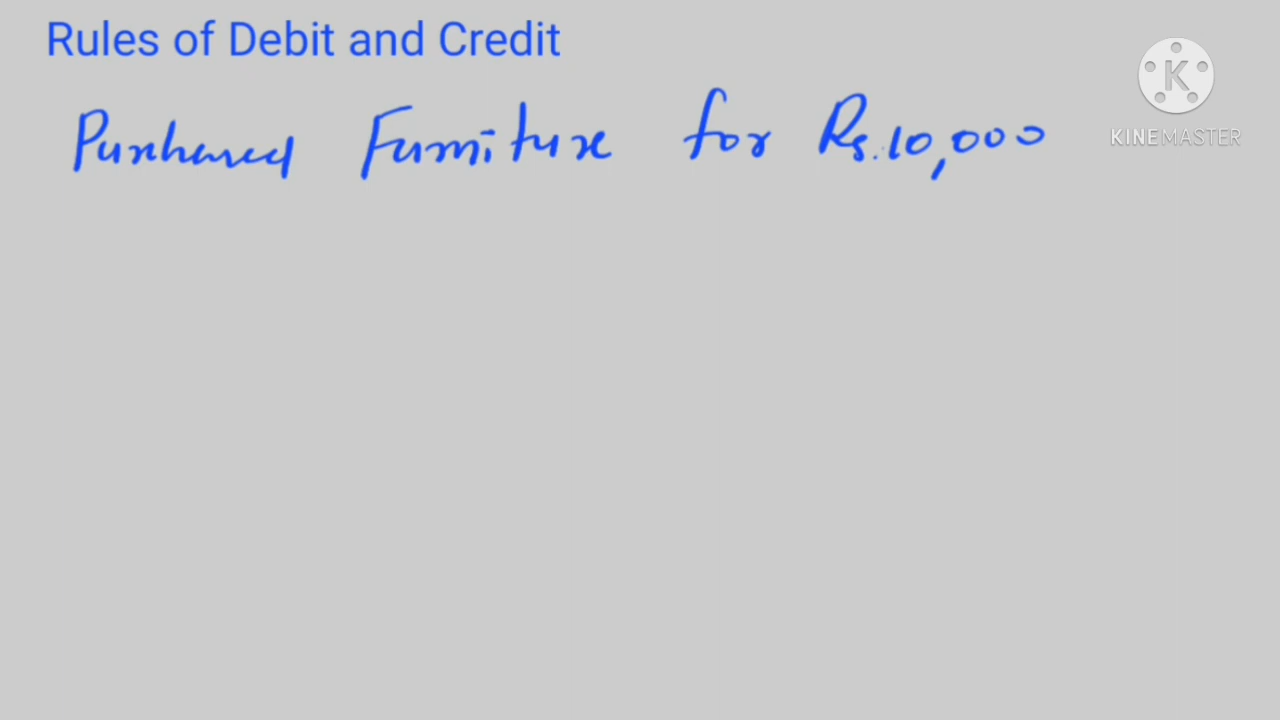 Rules of Debit and Credit
Purchased Furniture for Rs.10,000
K
KINEMASTER